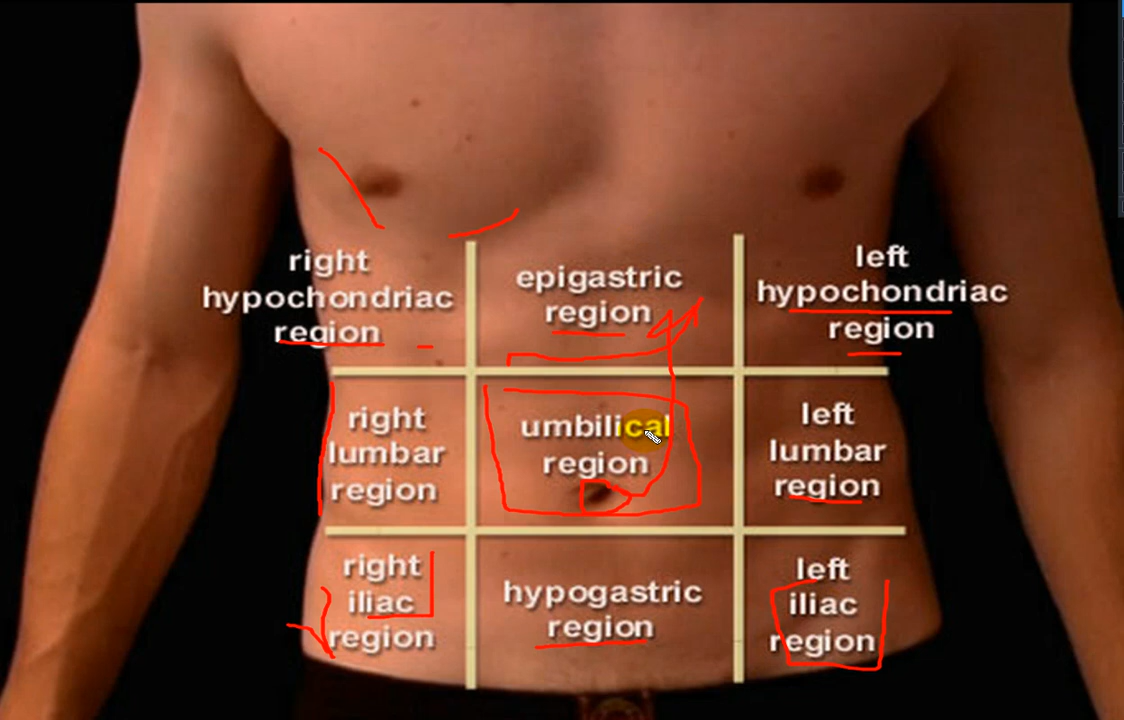 right
hypochondriac
region
epigastric
region
left
hypochondriac
region
right
lumbar
region
umbilical
region
left
lumbar
region
right
iliac
region
hypogastric
region
left
iliac
region